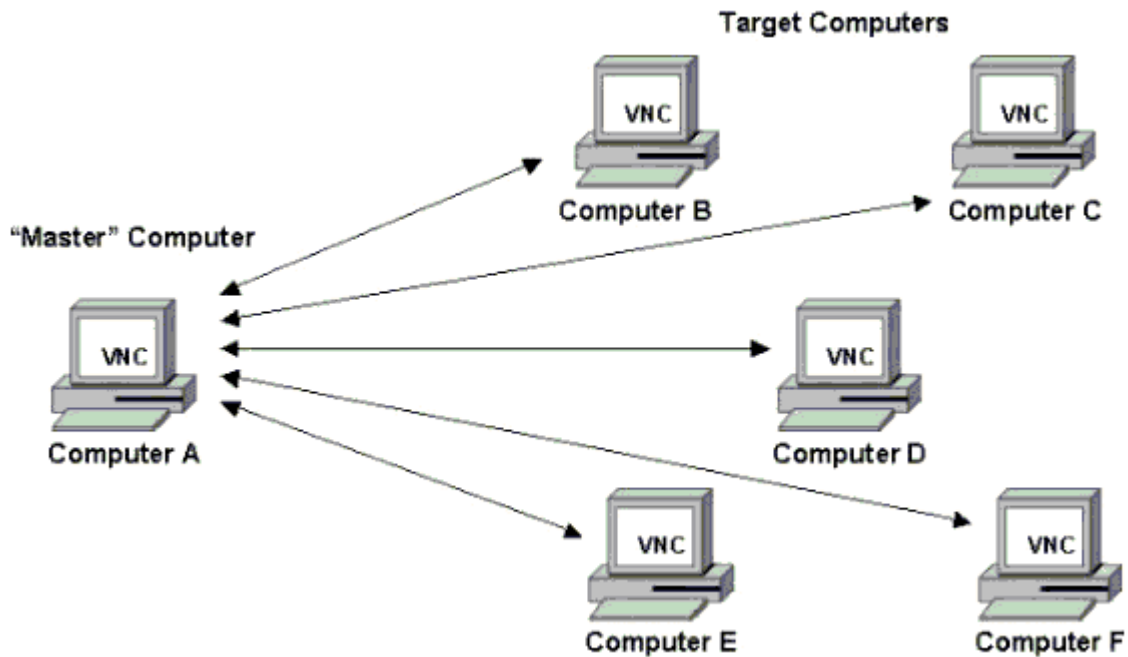 Target Computers
VNC
VNC
Computer B
Computer C
“Master” Computer
VNC
VNC
Computer A
Computer D
VNC
VNC
Computer E
Computer F